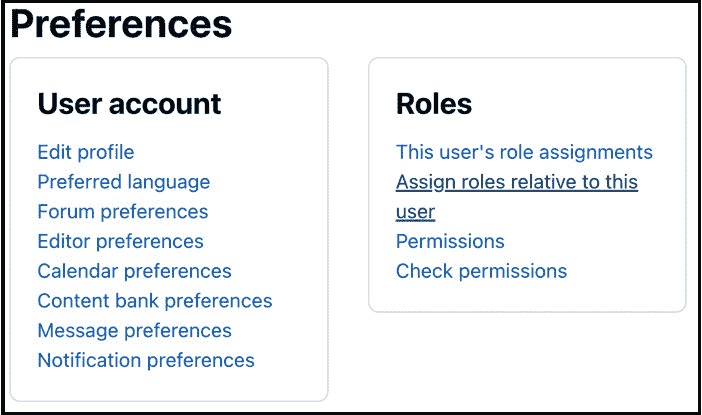 Preferences
User account
Edit profile
Preferred language
Forum preferences
Editor preferences
Calendar preferences
Content bank preferences
Message preferences
Notification preferences
Roles
This user's role assignments
Assign roles relative to this
user
Permissions
Check permissions